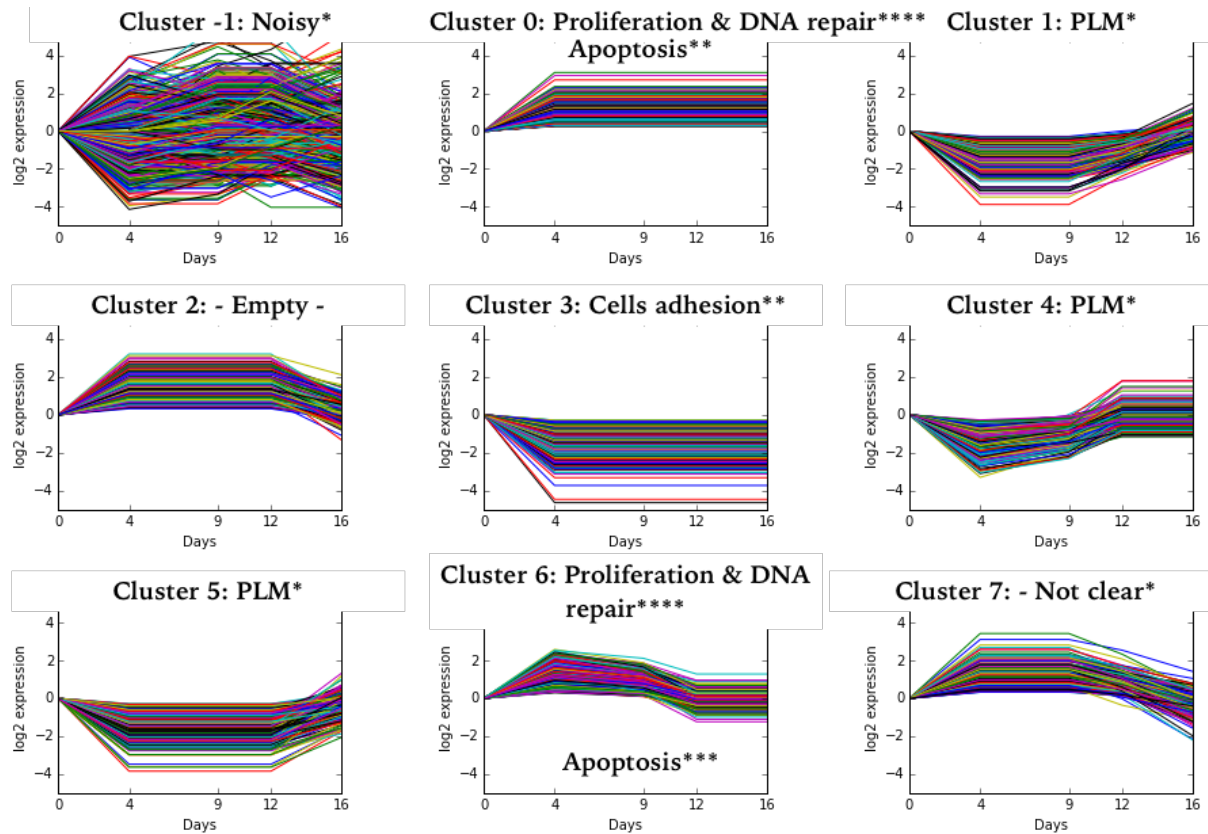 Cluster -1: Noisy*
log2 expression
4
2
0
−2
−4
0 4 9 12 16
Days
Cluster 0: Proliferation & DNA repair****
Apoptosis**
log2 expression
4
2
0
−2
−4
0 4 9 12 16
Days
Cluster 1: PLM*
log2 expression
4
2
0
−2
−4
0 4 9 12 16
Days
Cluster 2: - Empty -
log2 expression
4
2
0
−2
−4
0 4 9 12 16
Days
Cluster 3: Cells adhesion**
log2 expression
4
2
0
−2
−4
0 4 9 12 16
Days
Cluster 4: PLM*
log2 expression
4
2
0
−2
−4
0 4 9 12 16
Days
Cluster 5: PLM*
log2 expression
4
2
0
−2
−4
0 4 9 12 16
Days
Cluster 6: Proliferation & DNA
repair****
log2 expression
4
2
0
−2
−4
Apoptosis***
0 4 9 12 16
Days
Cluster 7: - Not clear*
log2 expression
4
2
0
−2
−4
0 4 9 12 16
Days